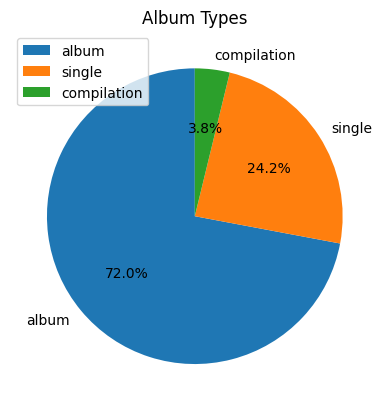 Album Types
album
single
compilation
compilation
3.8%
single
24.2%
72.0%
album